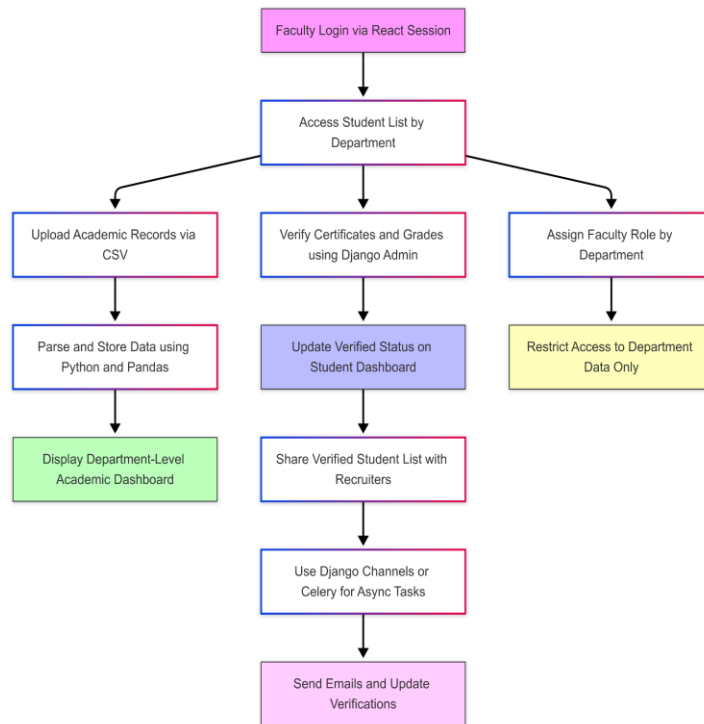 Faculty Login via React Session
Access Student List by
Department
Upload Academic Records via
CSV
Verify Certificates and Grades
using Django Admin
Assign Faculty Role by
Department
Parse and Store Data using
Python and Pandas
Update Verified Status on
Student Dashboard
Restrict Access to Department
Data Only
Display Department-Level
Academic Dashboard
Share Verified Student List with
Recruiters
Use Django Channels or
Celery for Async Tasks
Send Emails and Update
Verifications